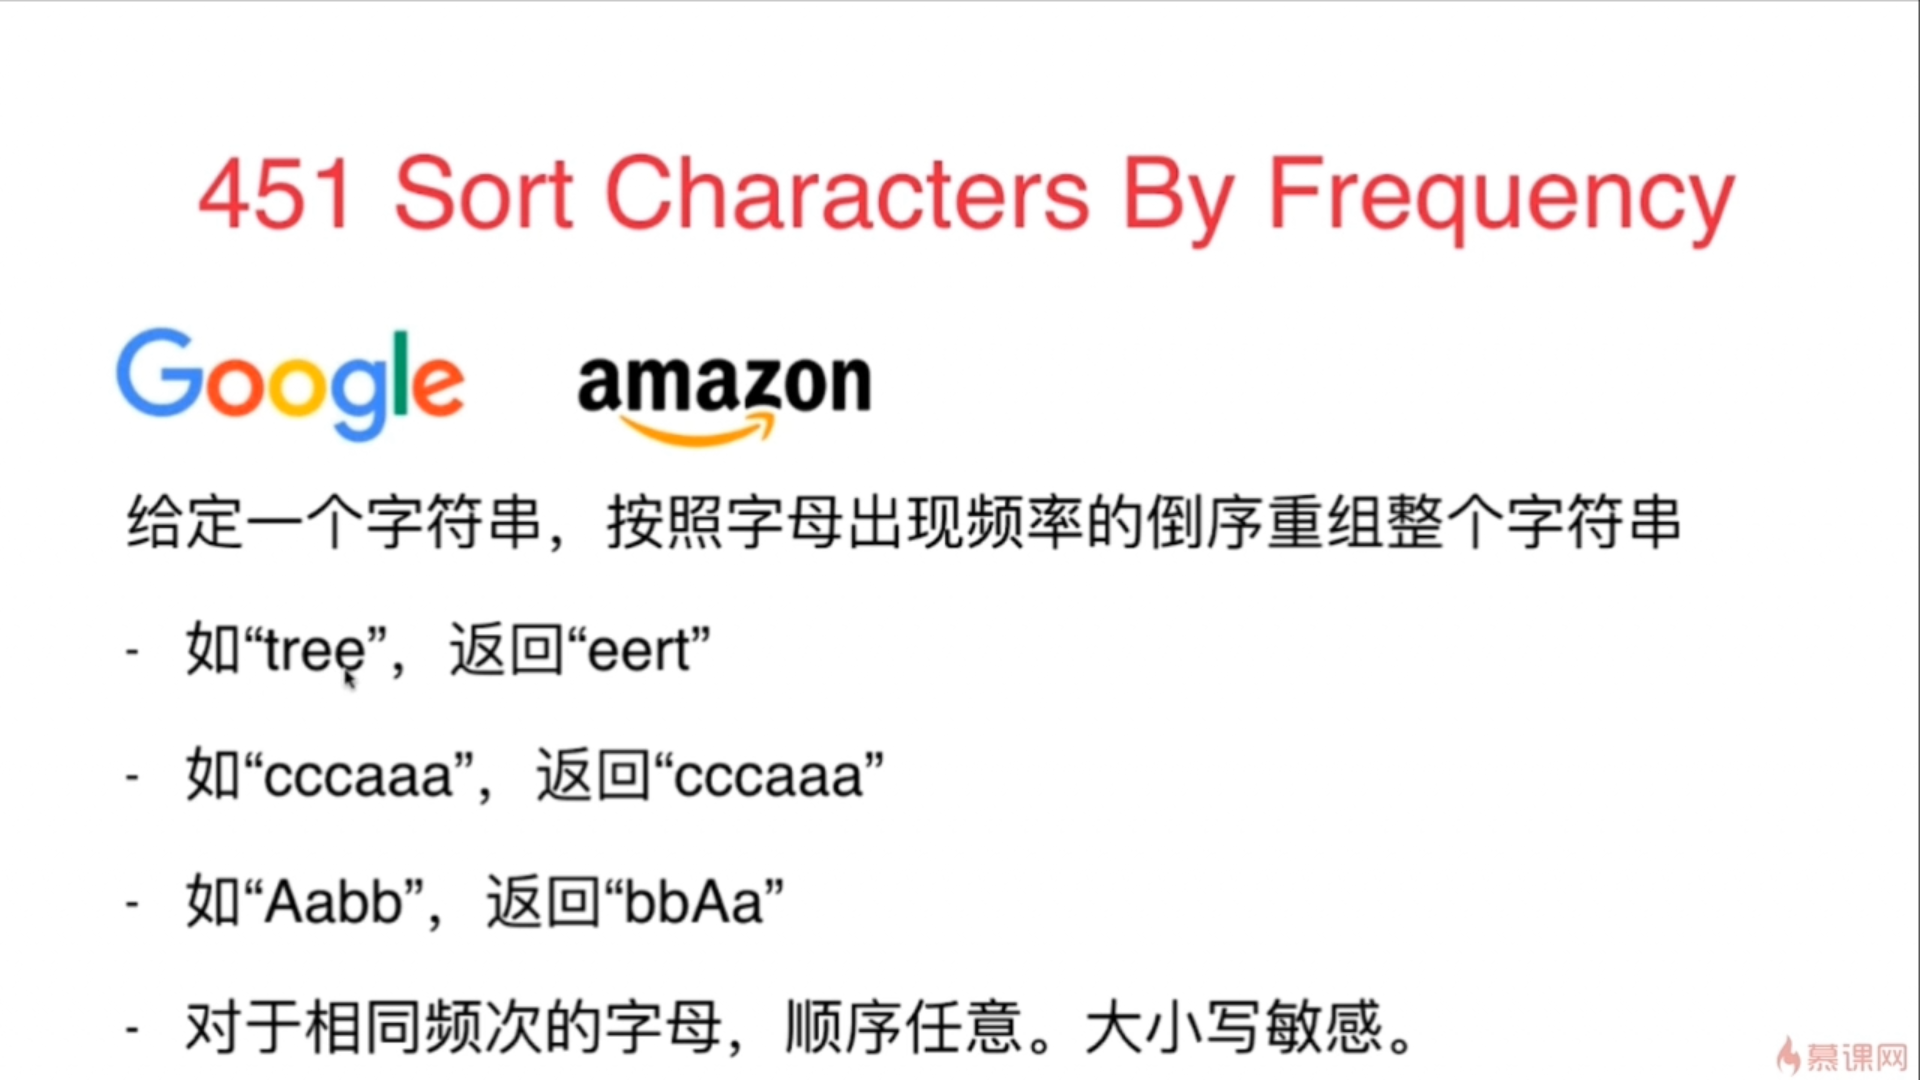 451 Sort Characters By Frequency
Google amazon
给定一个字符串，按照字母出现频率的倒序重组整个字符串
- 如“tree”，返回“eert”
- 如“cccaaa”，返回“cccaaa”
- 如“Aabb”，返回“bbAa”
- 对于相同频次的字母，顺序任意。大小写敏感。
慕课网